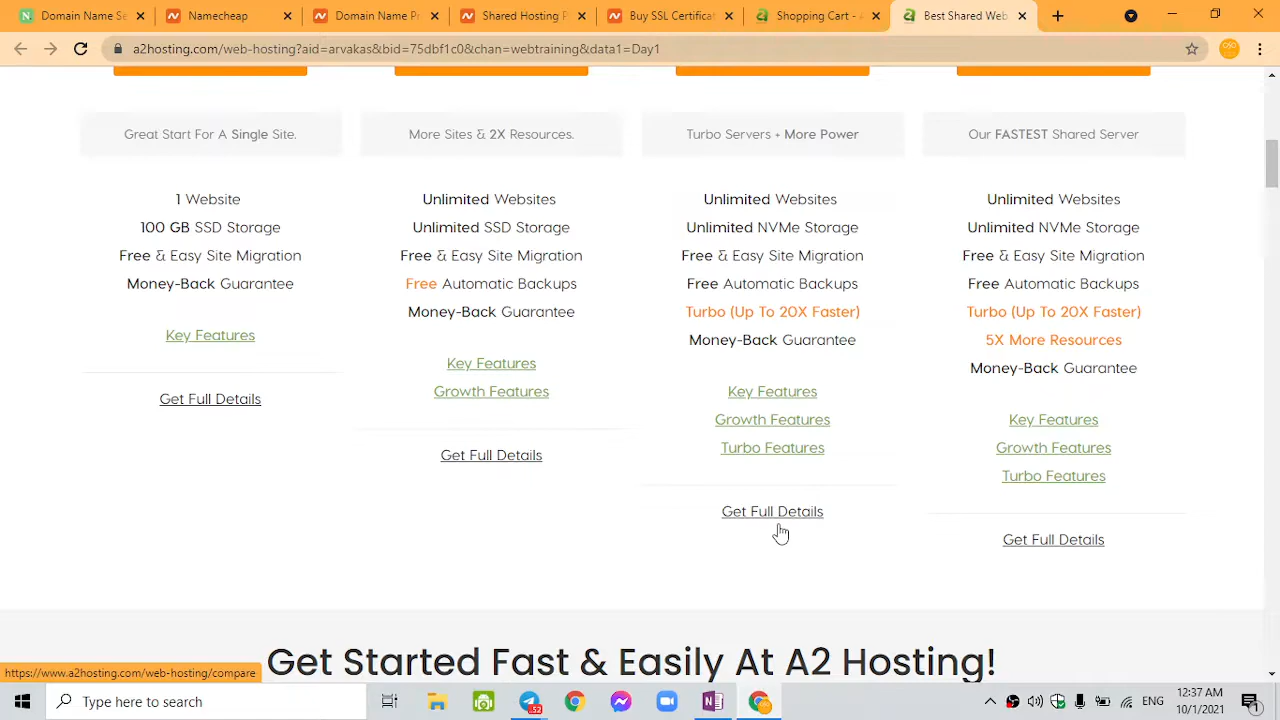 Domain Name Se
Namecheap
Domain Name Pr
Shared Hosting P
Buy SSL Certificat
Shopping Cart - A
Best Shared Web
a2hosting.com/web-hosting?aid=arvakas&bid=75dbf1c0&chan=webtraining&data1=Day1
Great Start For A Single Site.
1 Website
100 GB SSD Storage
Free & Easy Site Migration
Money-Back Guarantee
Key Features
Get Full Details
More Sites & 2X Resources.
Unlimited Websites
Unlimited SSD Storage
Free & Easy Site Migration
Free Automatic Backups
Money-Back Guarantee
Key Features
Growth Features
Get Full Details
Turbo Servers + More Power
Unlimited Websites
Unlimited NVMe Storage
Free & Easy Site Migration
Free Automatic Backups
Turbo (Up To 20X Faster)
Money-Back Guarantee
Key Features
Growth Features
Turbo Features
Get Full Details
Our FASTEST Shared Server
Unlimited Websites
Unlimited NVMe Storage
Free & Easy Site Migration
Free Automatic Backups
Turbo (Up To 20X Faster)
5X More Resources
Money-Back Guarantee
Key Features
Growth Features
Turbo Features
Get Full Details
Get Started Fast & Easily At A2 Hosting!
https://www.a2hosting.com/web-hosting/compare
Type here to search
52
ENG
12:37 AM
10/1/2021
1